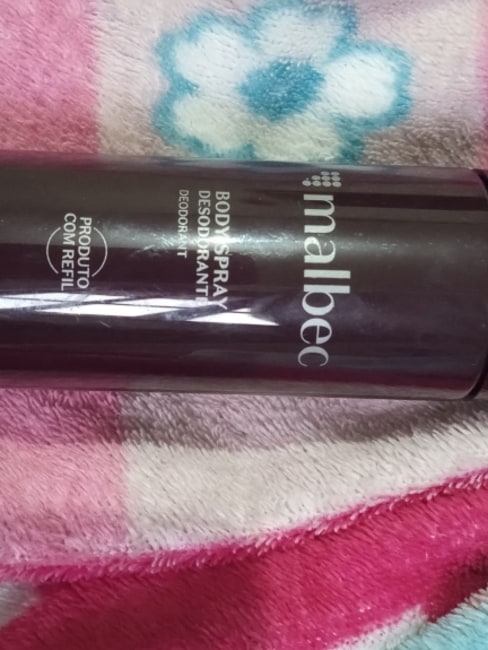 malbec
BODY SPRAY
DESODORANTE
DEODORANT
PRODUTO
COM REFIL